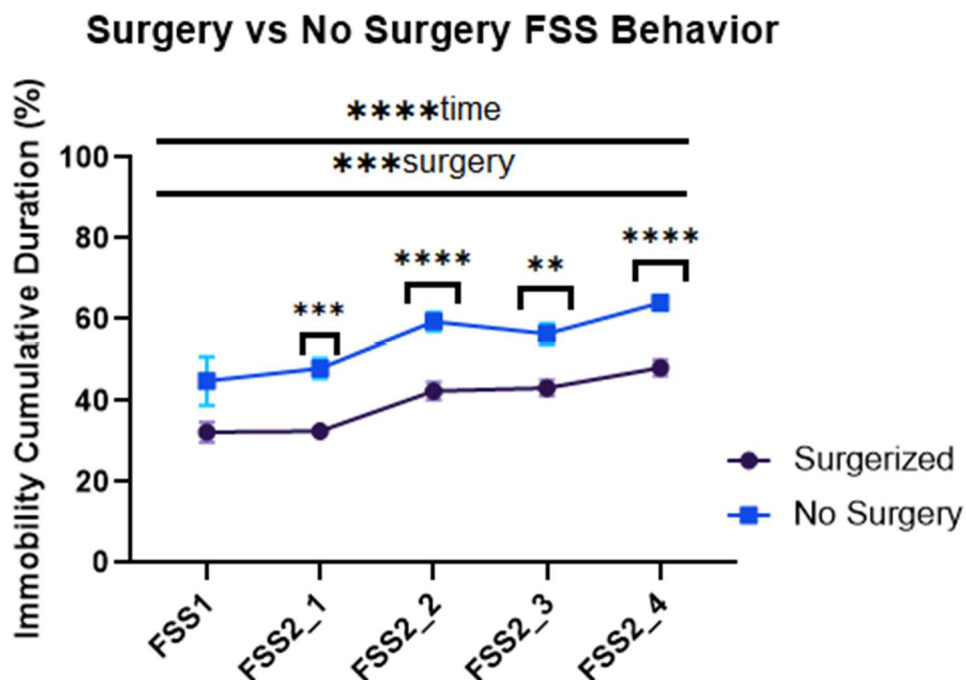 Surgery vs No Surgery FSS Behavior
Immobility Cumulative Duration (%)
****time
***surgery
100
80
60
40
20
0
***
****
**
****
FSS1
FSS2_1
FSS2_2
FSS2_3
FSS2_4
Surgerized
No Surgery